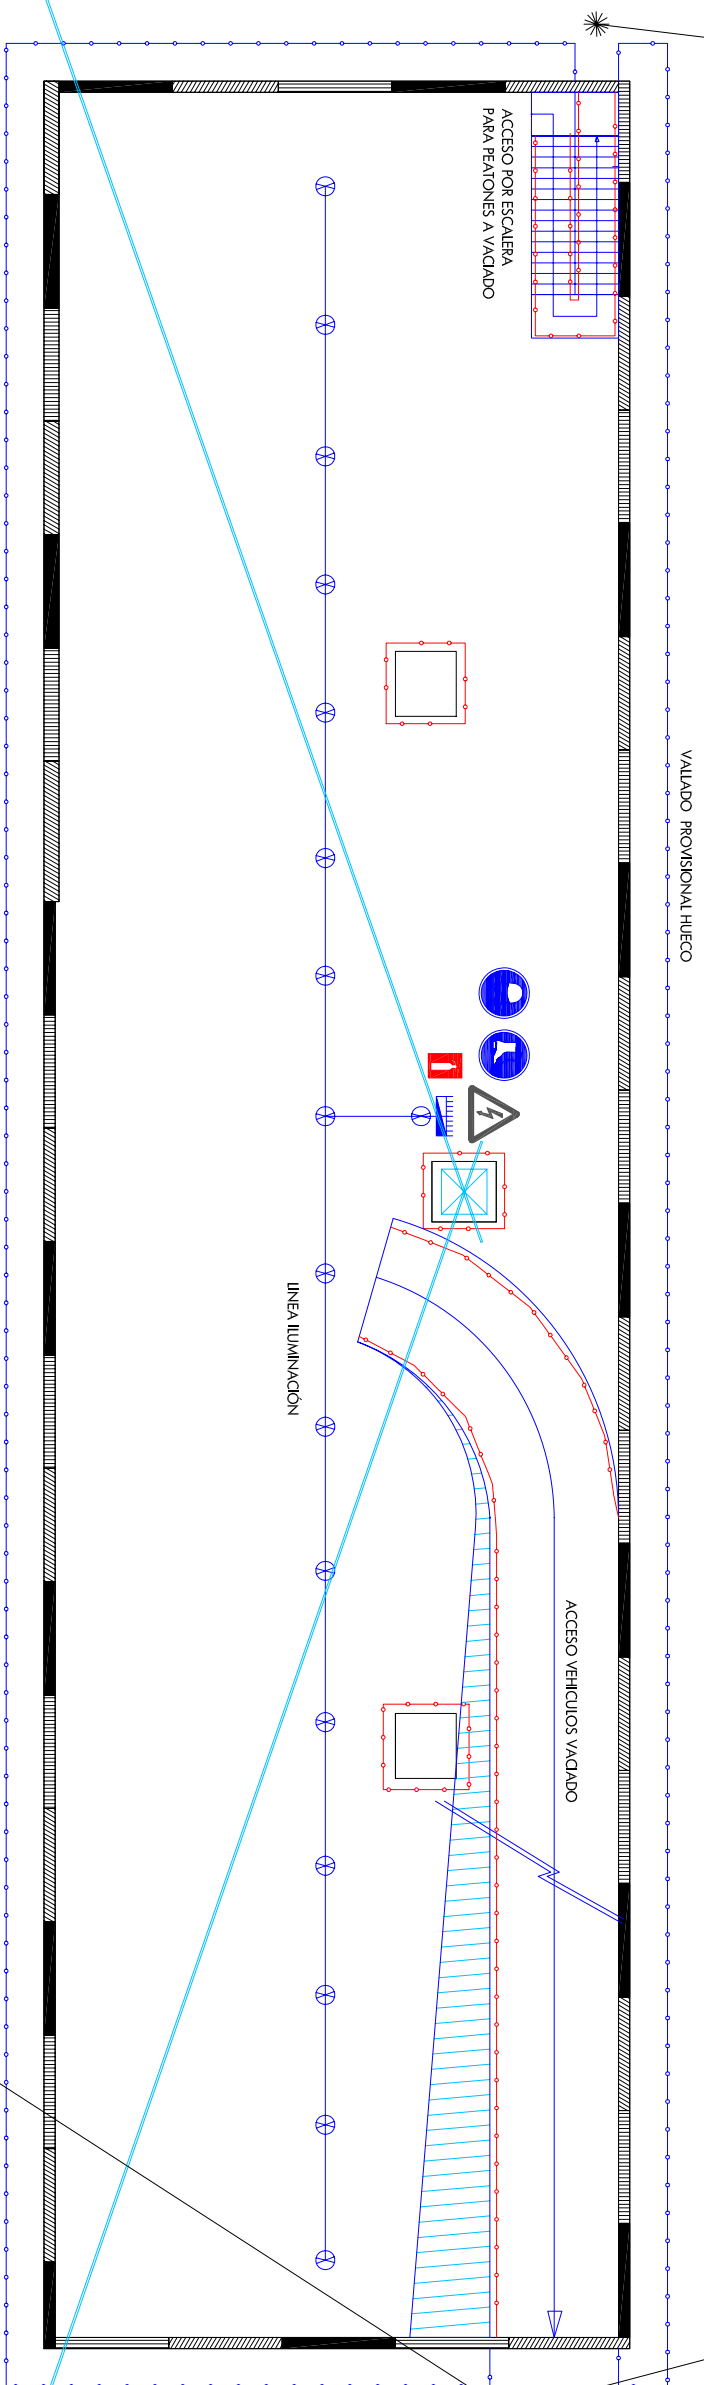 ACCESO POR ESCALERA
PARA PEATONES A VACIADO
VALLADO PROVISIONAL HUECO
LINEA ILUMINACIÓN
ACCESO VEHICULOS VACIADO